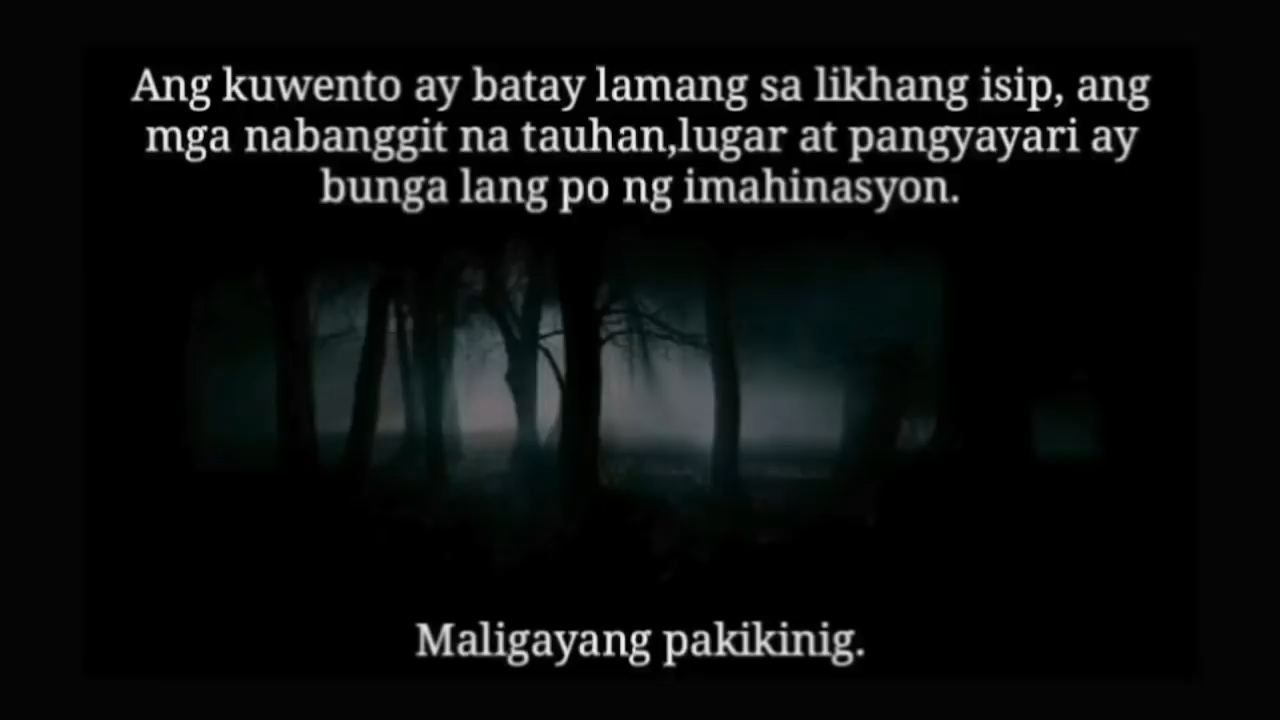 Ang kuwento ay batay lamang sa likhang isip, ang
mga nabanggit na tauhan,lugar at pangyayari ay
bunga lang po ng imahinasyon.
Maligayang pakikinig.